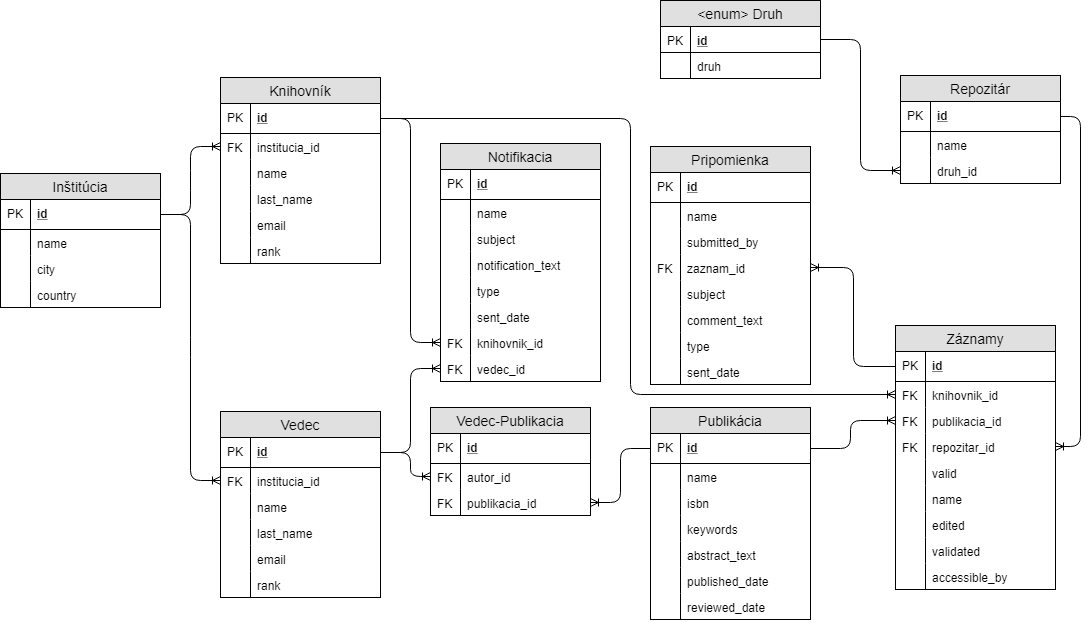 <enum> Druh
PK id
druh
Knihovník
PK id
FK institucia_id
name
last_name
email
rank
Repozitár
PK id
name
druh_id
Notifikacia
PK id
name
subject
notification_text
type
sent_date
FK knihovnik_id
FK vedec_id
Pripomienka
PK id
name
submitted_by
FK zaznam_id
subject
comment_text
type
sent_date
Inštitúcia
PK id
name
city
country
Záznamy
PK id
FK knihovnik_id
FK publikacia_id
FK repozitar_id
valid
name
edited
validated
accessible_by
Vedec
PK id
FK institucia_id
name
last_name
email
rank
Vedec-Publikacia
PK id
FK autor_id
FK publikacia_id
Publikácia
PK id
name
isbn
keywords
abstract_text
published_date
reviewed_date